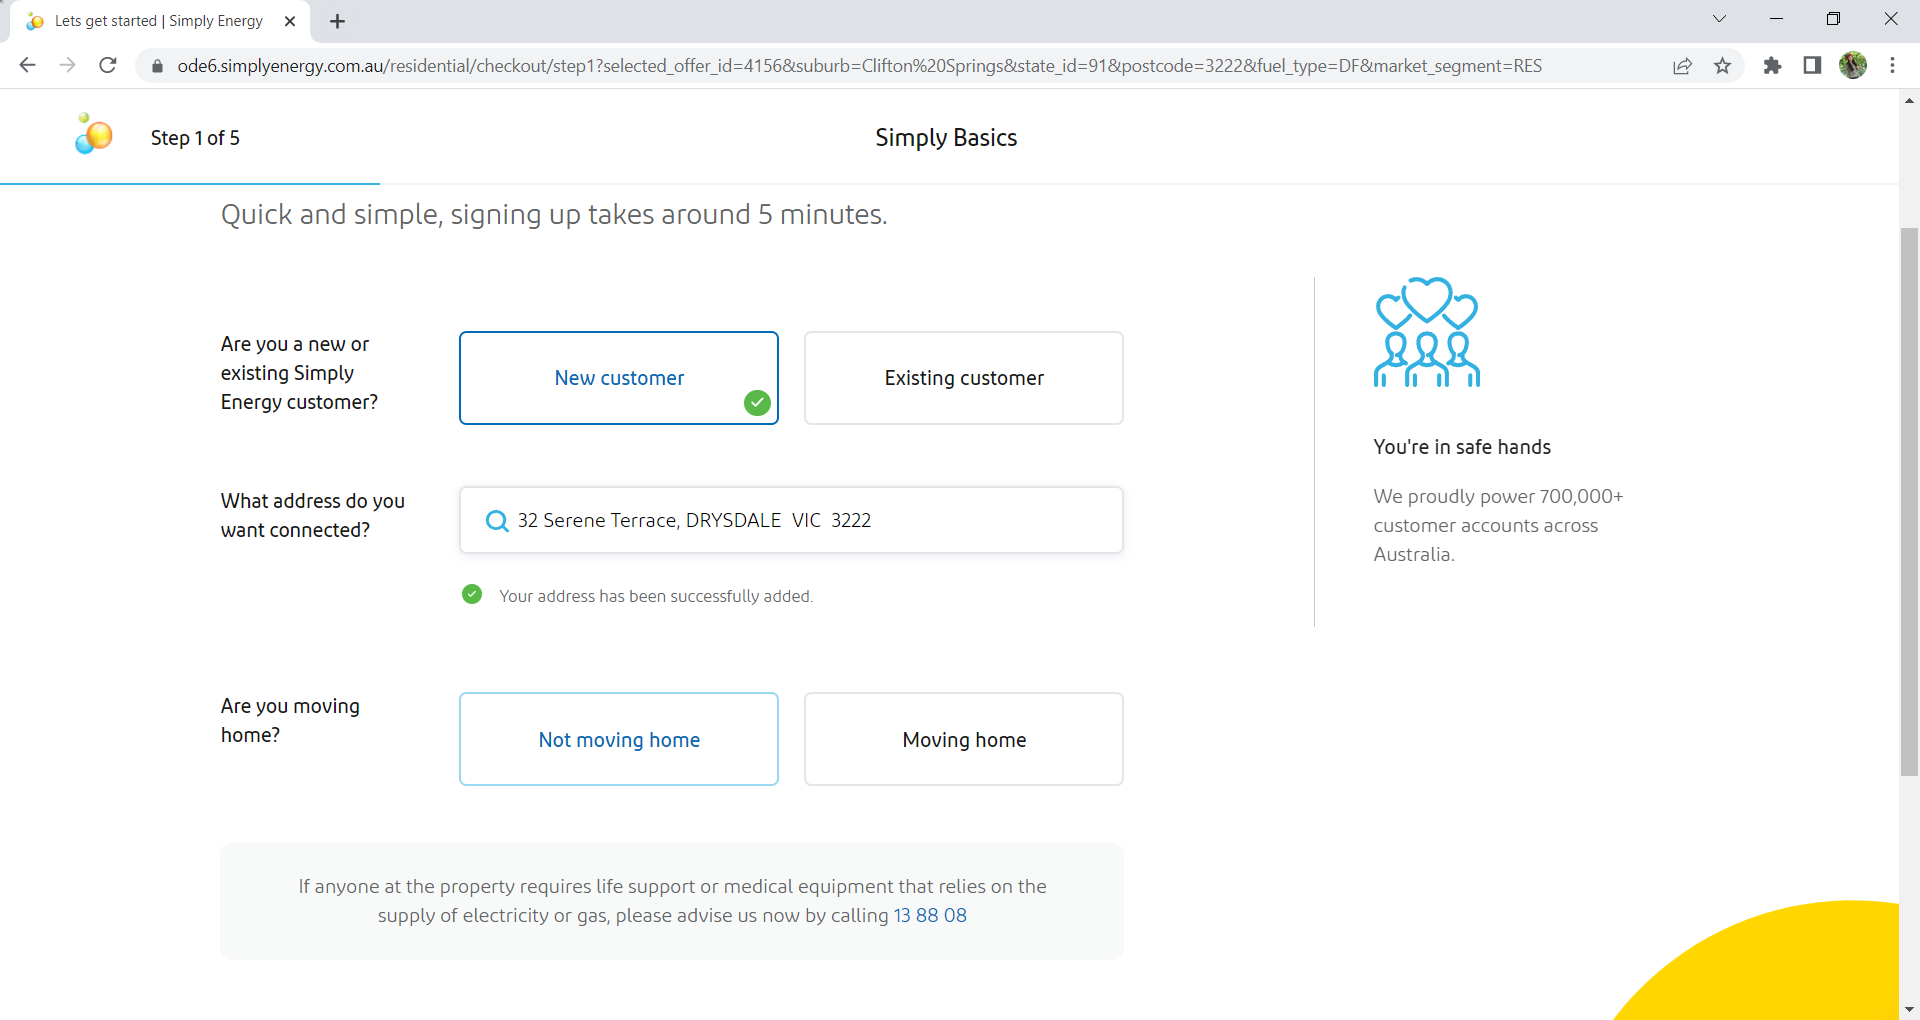 Lets get started | Simply Energy
ode6.simplyenergy.com.au/residential/checkout/step1?selected_offer_id=4156&suburb=Clifton%20Springs&state_id=91&postcode=3222&fuel_type=DF&market_segment=RES
Step 1 of 5
Simply Basics
Quick and simple, signing up takes around 5 minutes.
Are you a new or
existing Simply
Energy customer?
New customer
Existing customer
What address do you
want connected?
32 Serene Terrace, DRYSDALE  VIC  3222
Your address has been successfully added.
Are you moving
home?
Not moving home
Moving home
If anyone at the property requires life support or medical equipment that relies on the
supply of electricity or gas, please advise us now by calling 13 88 08
You're in safe hands
We proudly power 700,000+
customer accounts across
Australia.